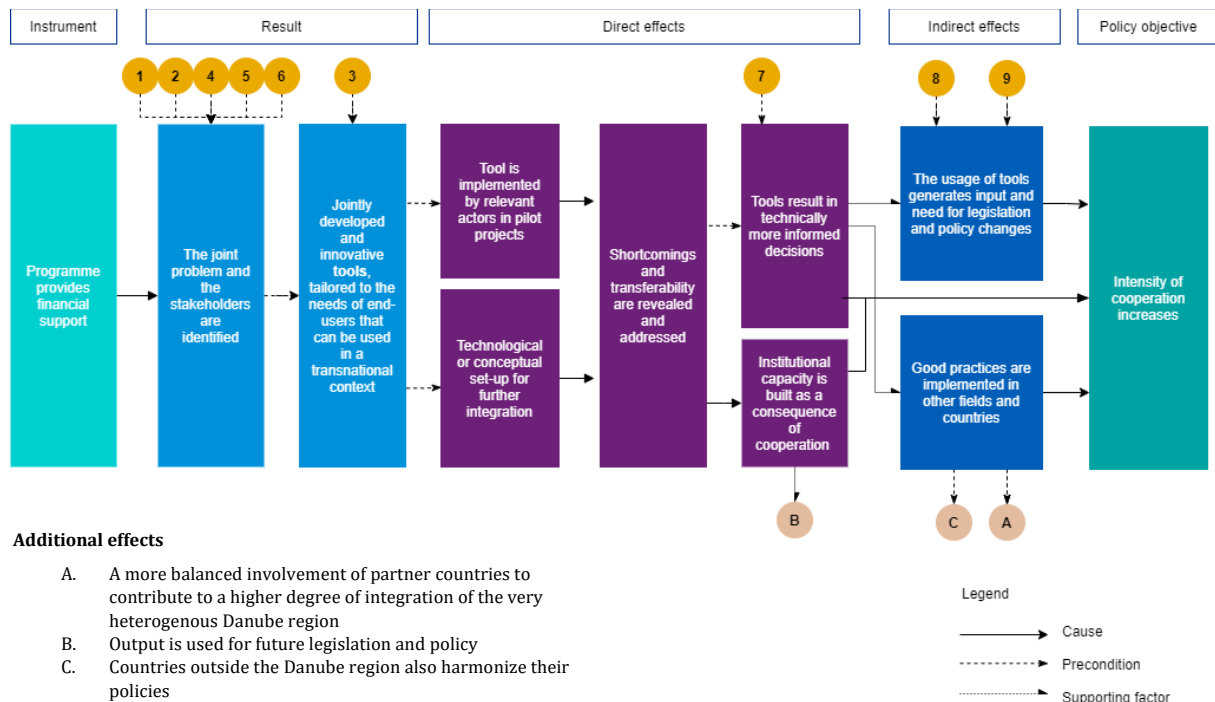 Instrument
Result
Direct effects
Indirect effects
Policy objective
1
2
4
5
6
3
7
8
9
Programme
provides
financial
support
The joint
problem and
the
stakeholders
are
identified
Jointly
developed
and
innovative
tools,
tailored to the
needs of end-
users that
can be used
in a
transnational
context
Tool is
implemented
by relevant
actors in pilot
projects
Technological
or conceptual
set-up for
further
integration
Shortcomings
and
transferability
are revealed
and
addressed
Tools result in
technically
more informed
decisions
Institutional
capacity is
built as a
consequence
of
cooperation
The usage of tools
generates input and
need for legislation
and policy changes
Good practices are
implemented in
other fields and
countries
Intensity of
cooperation
increases
B
C
A
Additional effects
A. A more balanced involvement of partner countries to
contribute to a higher degree of integration of the very
heterogenous Danube region
B. Output is used for future legislation and policy
C. Countries outside the Danube region also harmonize their
policies
Legend
Cause
Precondition
Supporting factor